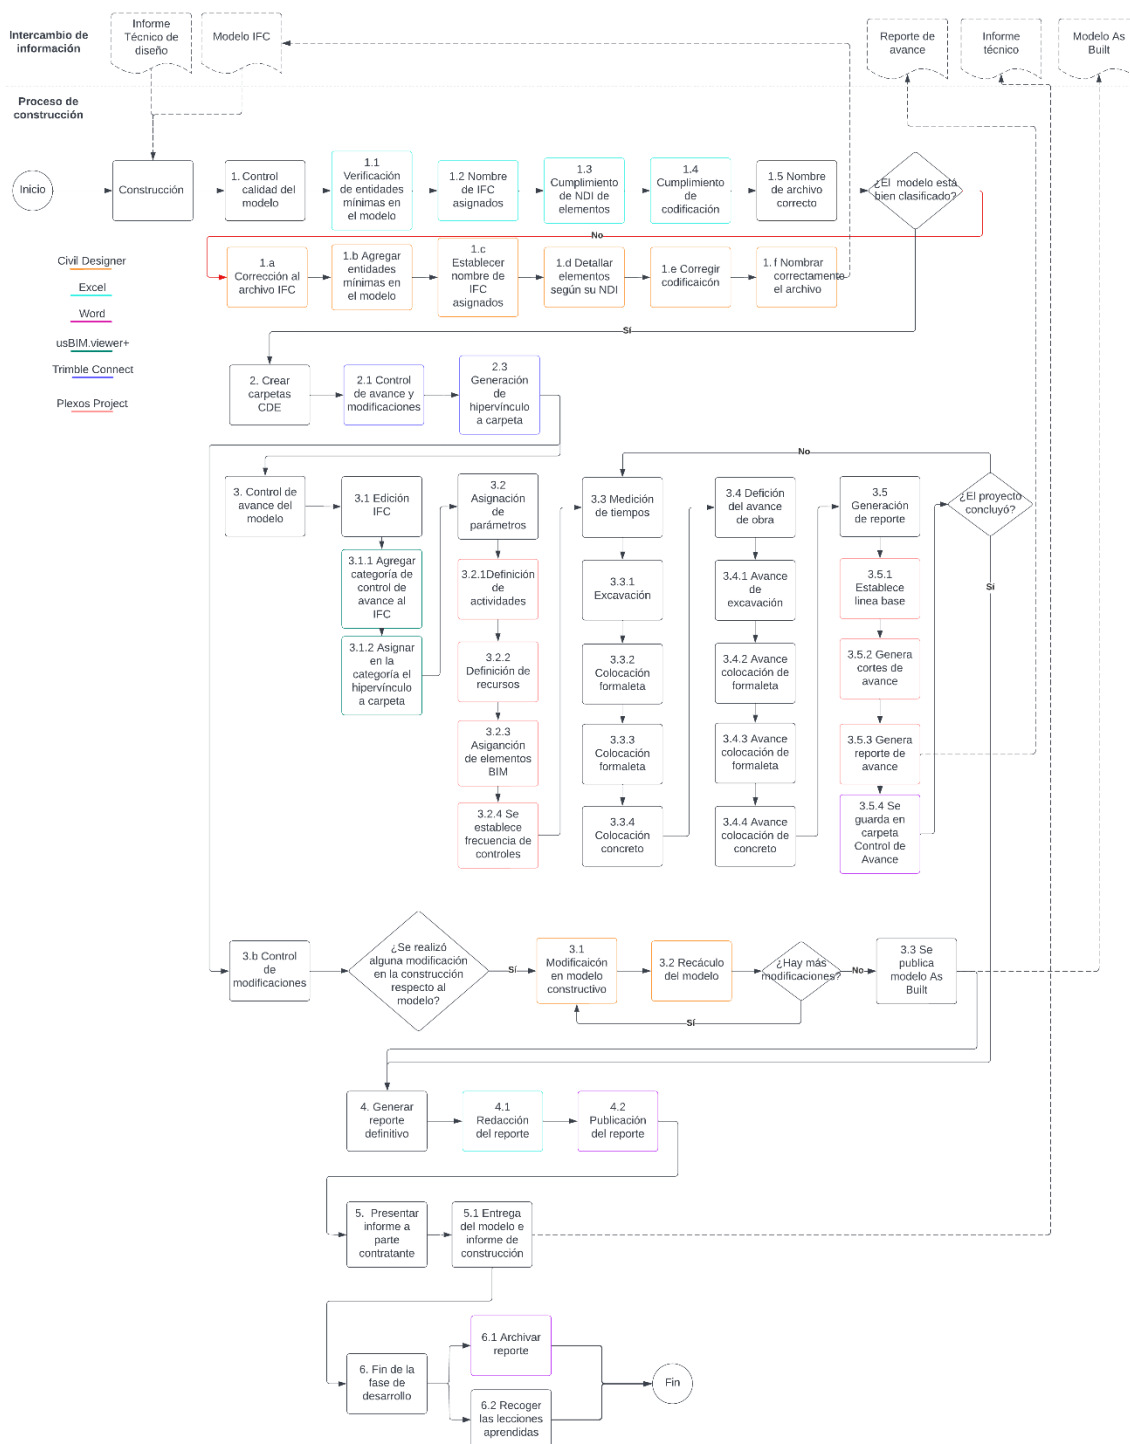 Intercambio de
información
Informe
Técnico de
diseño
Modelo IFC
Reporte de
avance
Informe
técnico
Modelo As
Built
Proceso de
construcción
Inicio
Construcción
1. Control
calidad del
modelo
1.1
Verificación
de entidades
mínimas en
el modelo
1.2 Nombre
de IFC
asignados
1.3
Cumplimiento
de NDI de
elementos
1.4
Cumplimiento
de
codificación
1.5 Nombre
de archivo
correcto
¿El modelo está
bien clasificado?
No
Civil Designer
Excel
Word
usBIM.viewer+
Trimble Connect
Plexos Project
1.a
Corrección al
archivo IFC
1.b Agregar
entidades
mínimas en
el modelo
1.c
Establecer
nombre de
IFC
asignados
1.d Detallar
elementos
según su NDI
1.e Corregir
codificaicón
1.f Nombrar
correctamente
el archivo
Sí
2. Crear
carpetas
CDE
2.1 Control
de avance y
modificaciones
2.3
Generación
de
hipervínculo
a carpeta
No
3. Control de
avance del
modelo
3.1 Edición
IFC
3.2
Asignación
de
parámetros
3.3 Medición
de tiempos
3.4 Defición
del avance
de obra
3.5
Generación
de reporte
¿El proyecto
concluyó?
Sí
3.1.1 Agregar
categoría de
control de
avance al
IFC
3.2.1Definición
de
actividades
3.3.1
Excavación
3.4.1 Avance
de
excavación
3.5.1
Establece
linea base
3.1.2 Asignar
en la
categoría el
hipervínculo
a carpeta
3.2.2
Definición de
recursos
3.3.2
Colocación
formaleta
3.4.2 Avance
colocación de
formaleta
3.5.2 Genera
cortes de
avance
3.2.3
Asigançión
de elementos
BIM
3.3.3
Colocación
formaleta
3.4.3 Avance
colocación de
formaleta
3.5.3 Genera
reporte de
avance
3.2.4 Se
establece
frecuencia de
controles
3.3.4
Colocación
concreto
3.4.4 Avance
colocación de
concreto
3.5.4 Se
guarda en
carpeta
Control de
Avance
3.b Control
de
modificaciones
¿Se realizó
alguna modificación
en la construcción
respecto al
modelo?
Sí
3.1
Modificaicón
en modelo
constructivo
3.2 Recáculo
del modelo
¿Hay más
modificaciones?
No
Sí
3.3 Se
publica
modelo As
Built
4. Generar
reporte
definitivo
4.1
Redacción
del reporte
4.2
Publicación
del reporte
5. Presentar
informe a
parte
contratante
5.1 Entrega
del modelo e
informe de
construcción
6. Fin de la
fase de
desarrollo
6.1 Archivar
reporte
6.2 Recoger
las lecciones
aprendidas
Fin